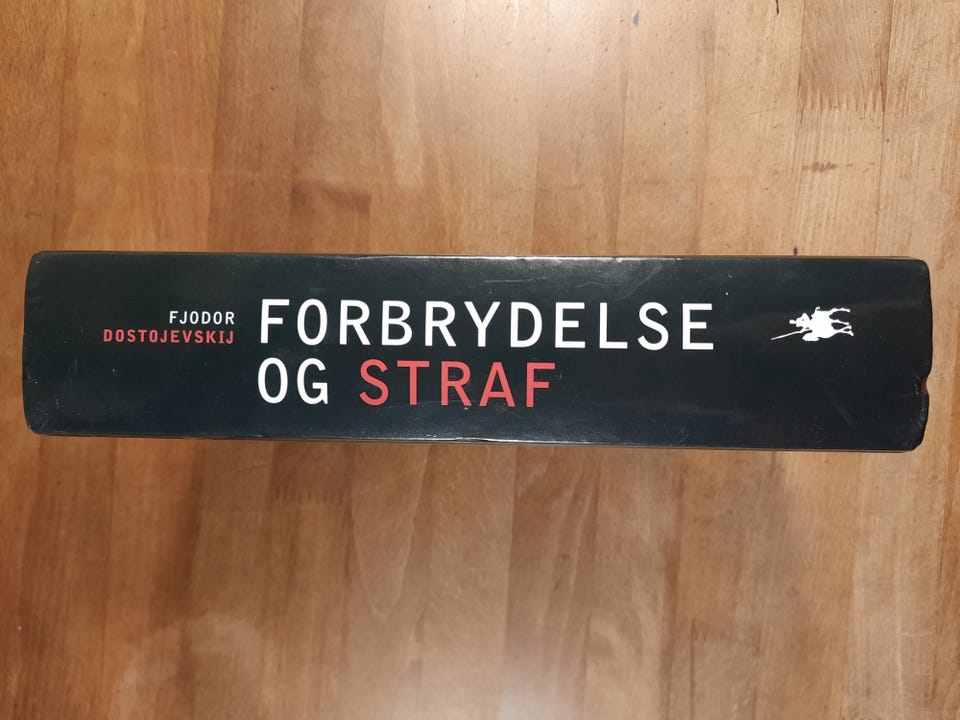 FJODOR
DOSTOJEVSKIJ
FORBRYDELSE
OG STRAF